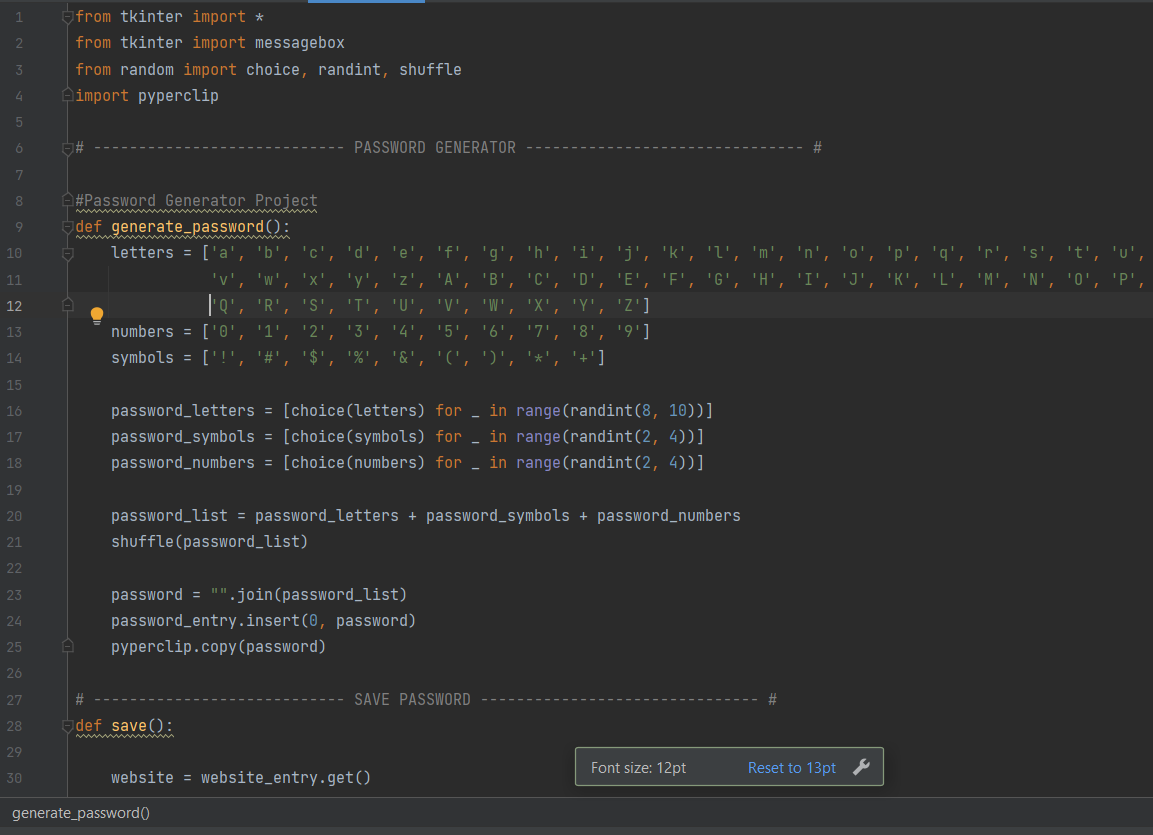 1 from tkinter import *
2 from tkinter import messagebox
3 from random import choice, randint, shuffle
4 import pyperclip
5
6 # ---------------------------- PASSWORD GENERATOR ------------------------------- #
7
8 #Password Generator Project
9 def generate_password():
10     letters = ['a', 'b', 'c', 'd', 'e', 'f', 'g', 'h', 'i', 'j', 'k', 'l', 'm', 'n', 'o', 'p', 'q', 'r', 's', 't', 'u',
11                'v', 'w', 'x', 'y', 'z', 'A', 'B', 'C', 'D', 'E', 'F', 'G', 'H', 'I', 'J', 'K', 'L', 'M', 'N', 'O', 'P',
12                'Q', 'R', 'S', 'T', 'U', 'V', 'W', 'X', 'Y', 'Z']
13     numbers = ['0', '1', '2', '3', '4', '5', '6', '7', '8', '9']
14     symbols = ['!', '#', '$', '%', '&', '(', ')', '*', '+']
15
16     password_letters = [choice(letters) for _ in range(randint(8, 10))]
17     password_symbols = [choice(symbols) for _ in range(randint(2, 4))]
18     password_numbers = [choice(numbers) for _ in range(randint(2, 4))]
19
20     password_list = password_letters + password_symbols + password_numbers
21     shuffle(password_list)
22
23     password = "".join(password_list)
24     password_entry.insert(0, password)
25     pyperclip.copy(password)
26
27 # ---------------------------- SAVE PASSWORD ------------------------------- #
28 def save():
29
30     website = website_entry.get()
Font size: 12pt Reset to 13pt
generate_password()